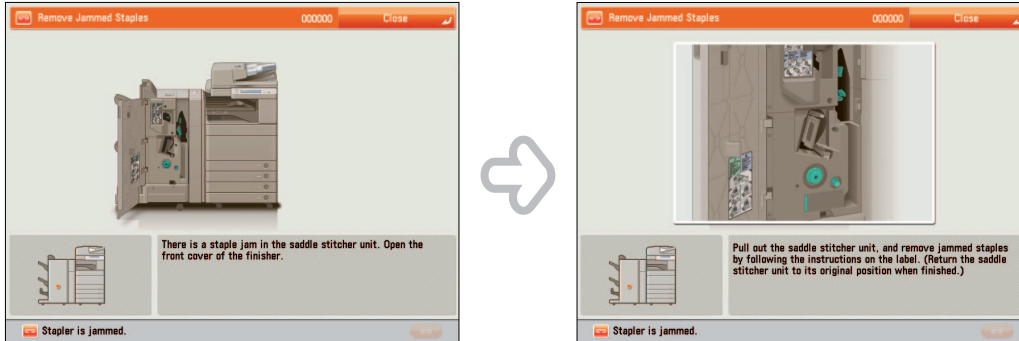 Remove Jammed Staples 000000 Close
There is a staple jam in the saddle stitcher unit. Open the
front cover of the finisher.
Stapler is jammed.
Remove Jammed Staples 000000 Close
Pull out the saddle stitcher unit, and remove jammed staples
by following the instructions on the label. (Return the saddle
stitcher unit to its original position when finished.)
Stapler is jammed.